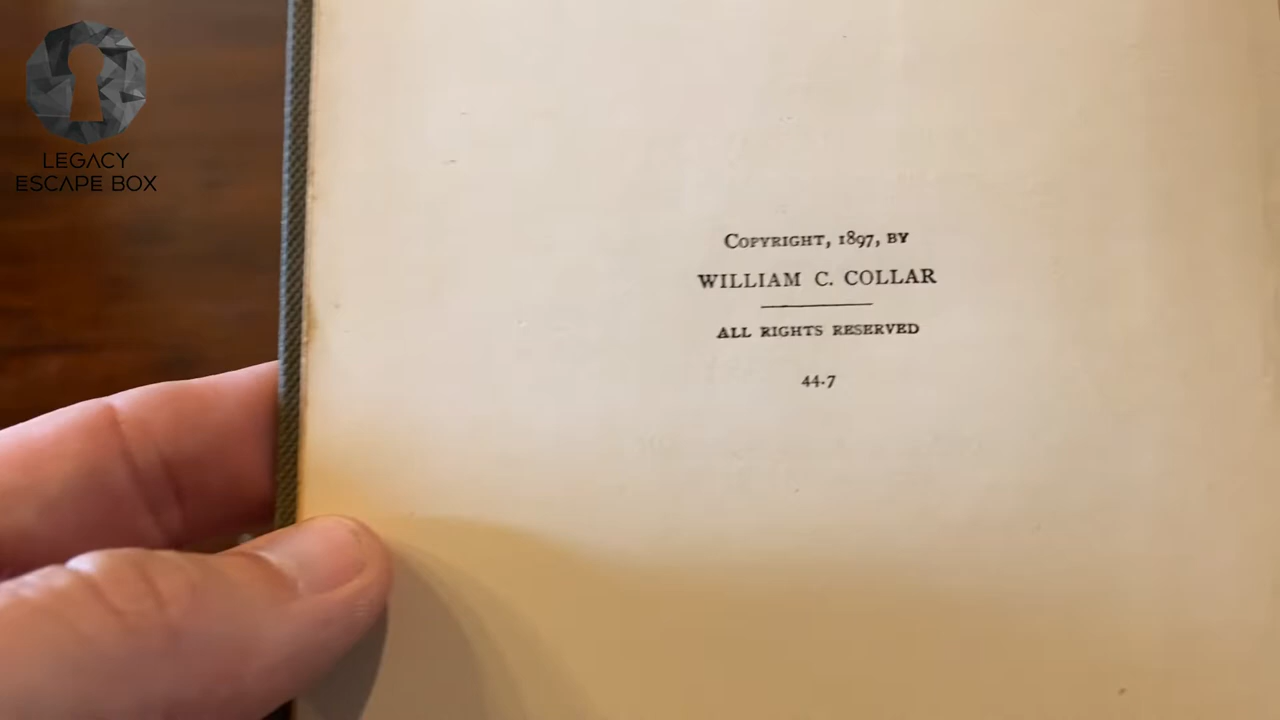 LEGACY
ESCAPE BOX
COPYRIGHT, 1897, BY
WILLIAM C. COLLAR
ALL RIGHTS RESERVED
44.7